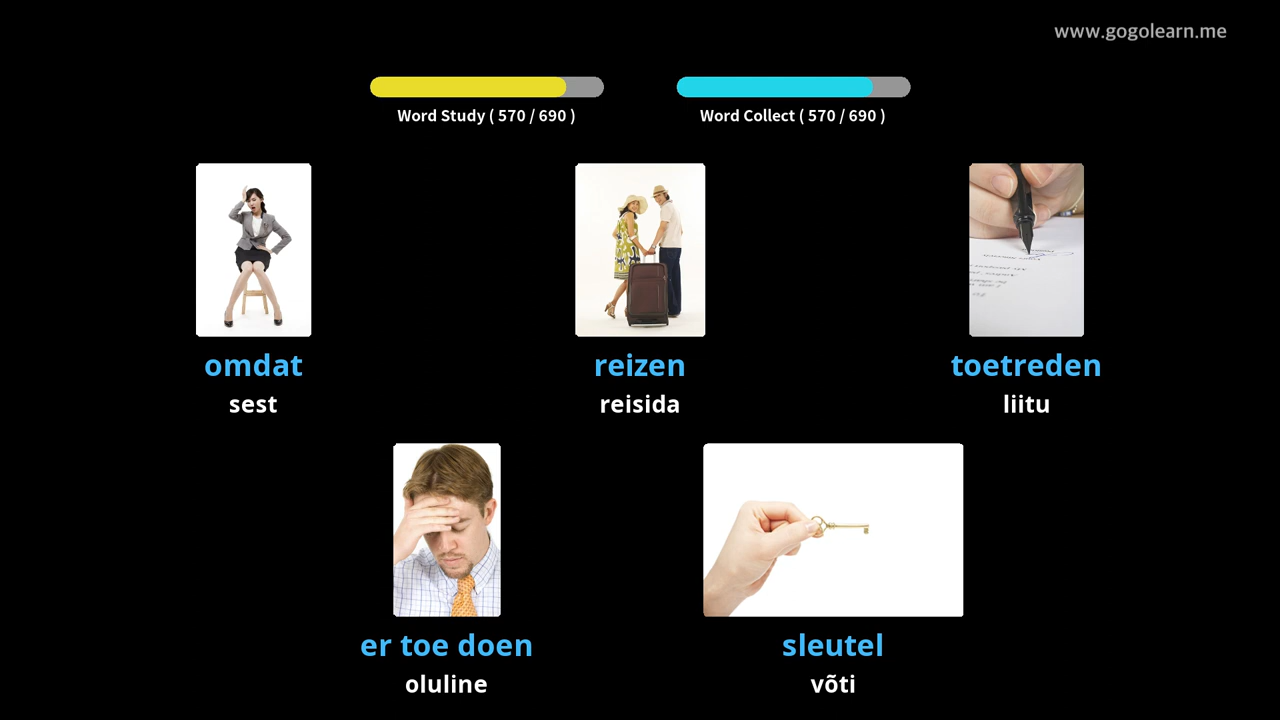 www.gogolearn.me
Word Study ( 570 / 690 )
Word Collect ( 570 / 690 )
omdat
reizen
toetreden
sest
reisida
liitu
er toe doen
sleutel
oluline
võti